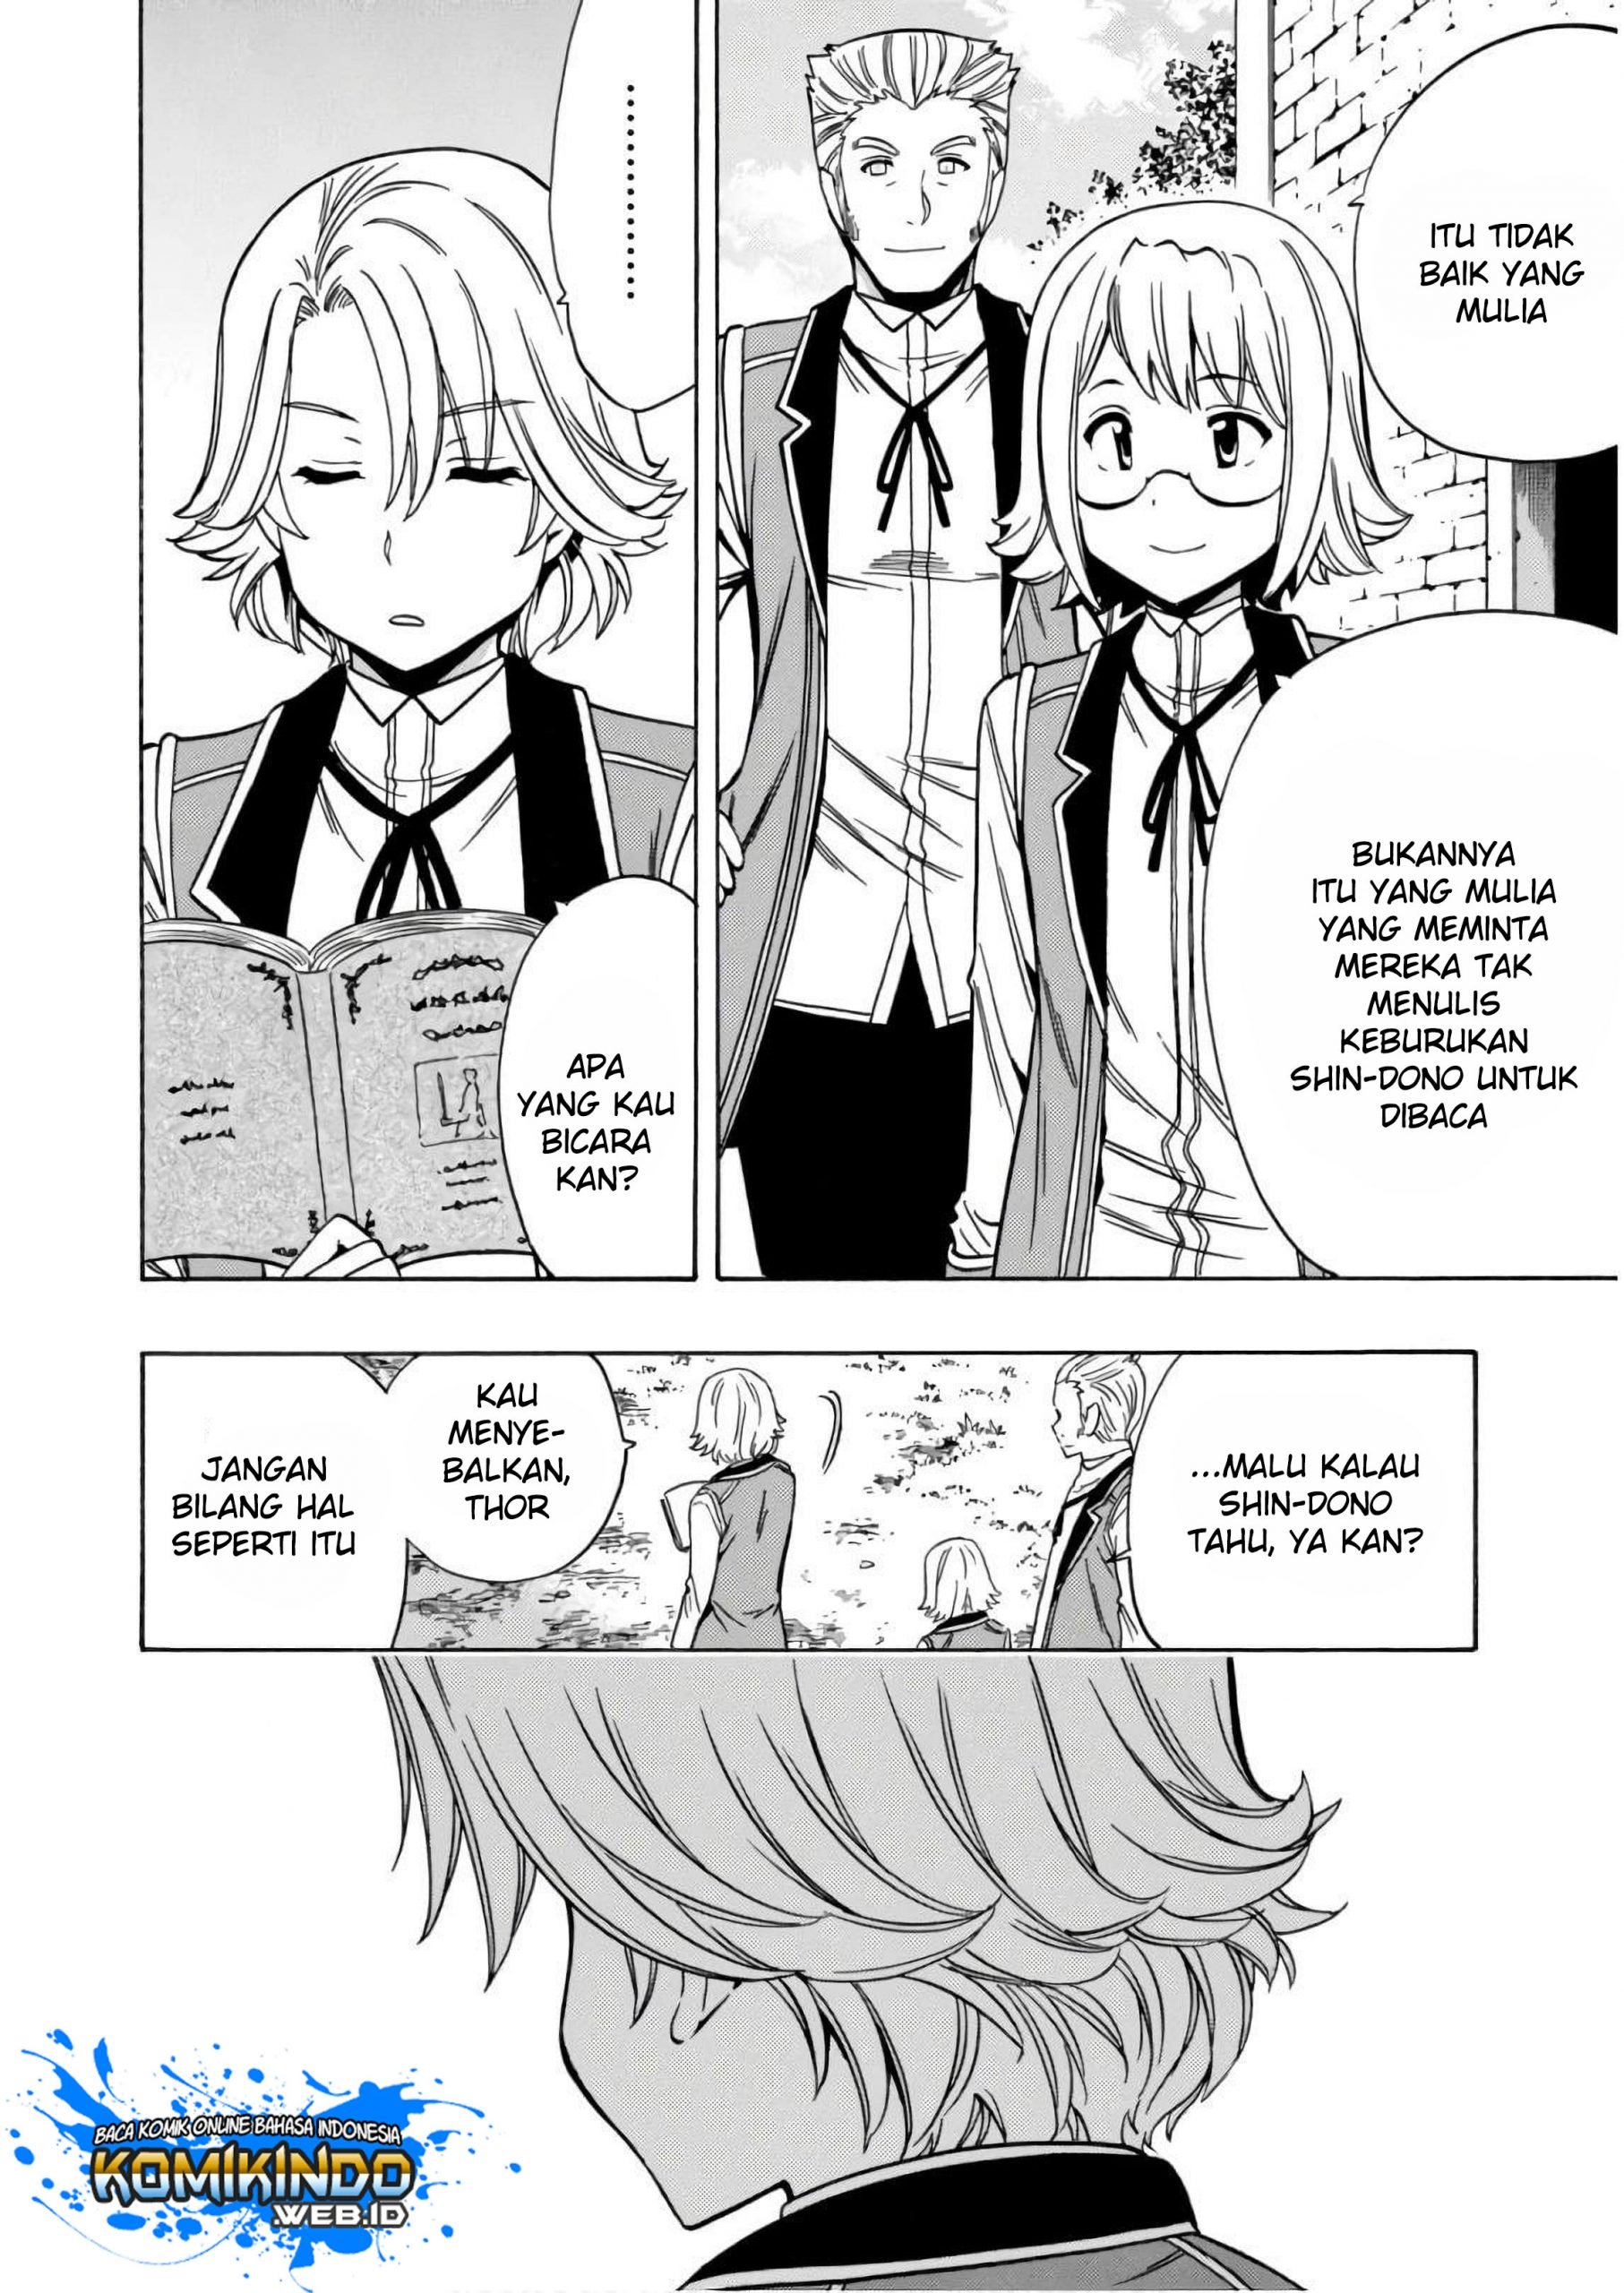 ITU TIDAK
BAIK YANG
MULIA
BUKANNYA
ITU YANG MULIA
YANG MEMINTA
MEREKA TAK
MENULIS
KEBURUKAN
SHIN-DONO UNTUK
DIBACA
...........
APA
YANG KAU
BICARA
KAN?
...MALU KALAU
SHIN-DONO
TAHU, YA KAN?
KAU
MENYE-
BALKAN,
THOR
JANGAN
BILANG HAL
SEPERTI ITU
BACA KOMIK ONLINE BAHASA INDONESIA
KOMIKINDO
.WEB.ID